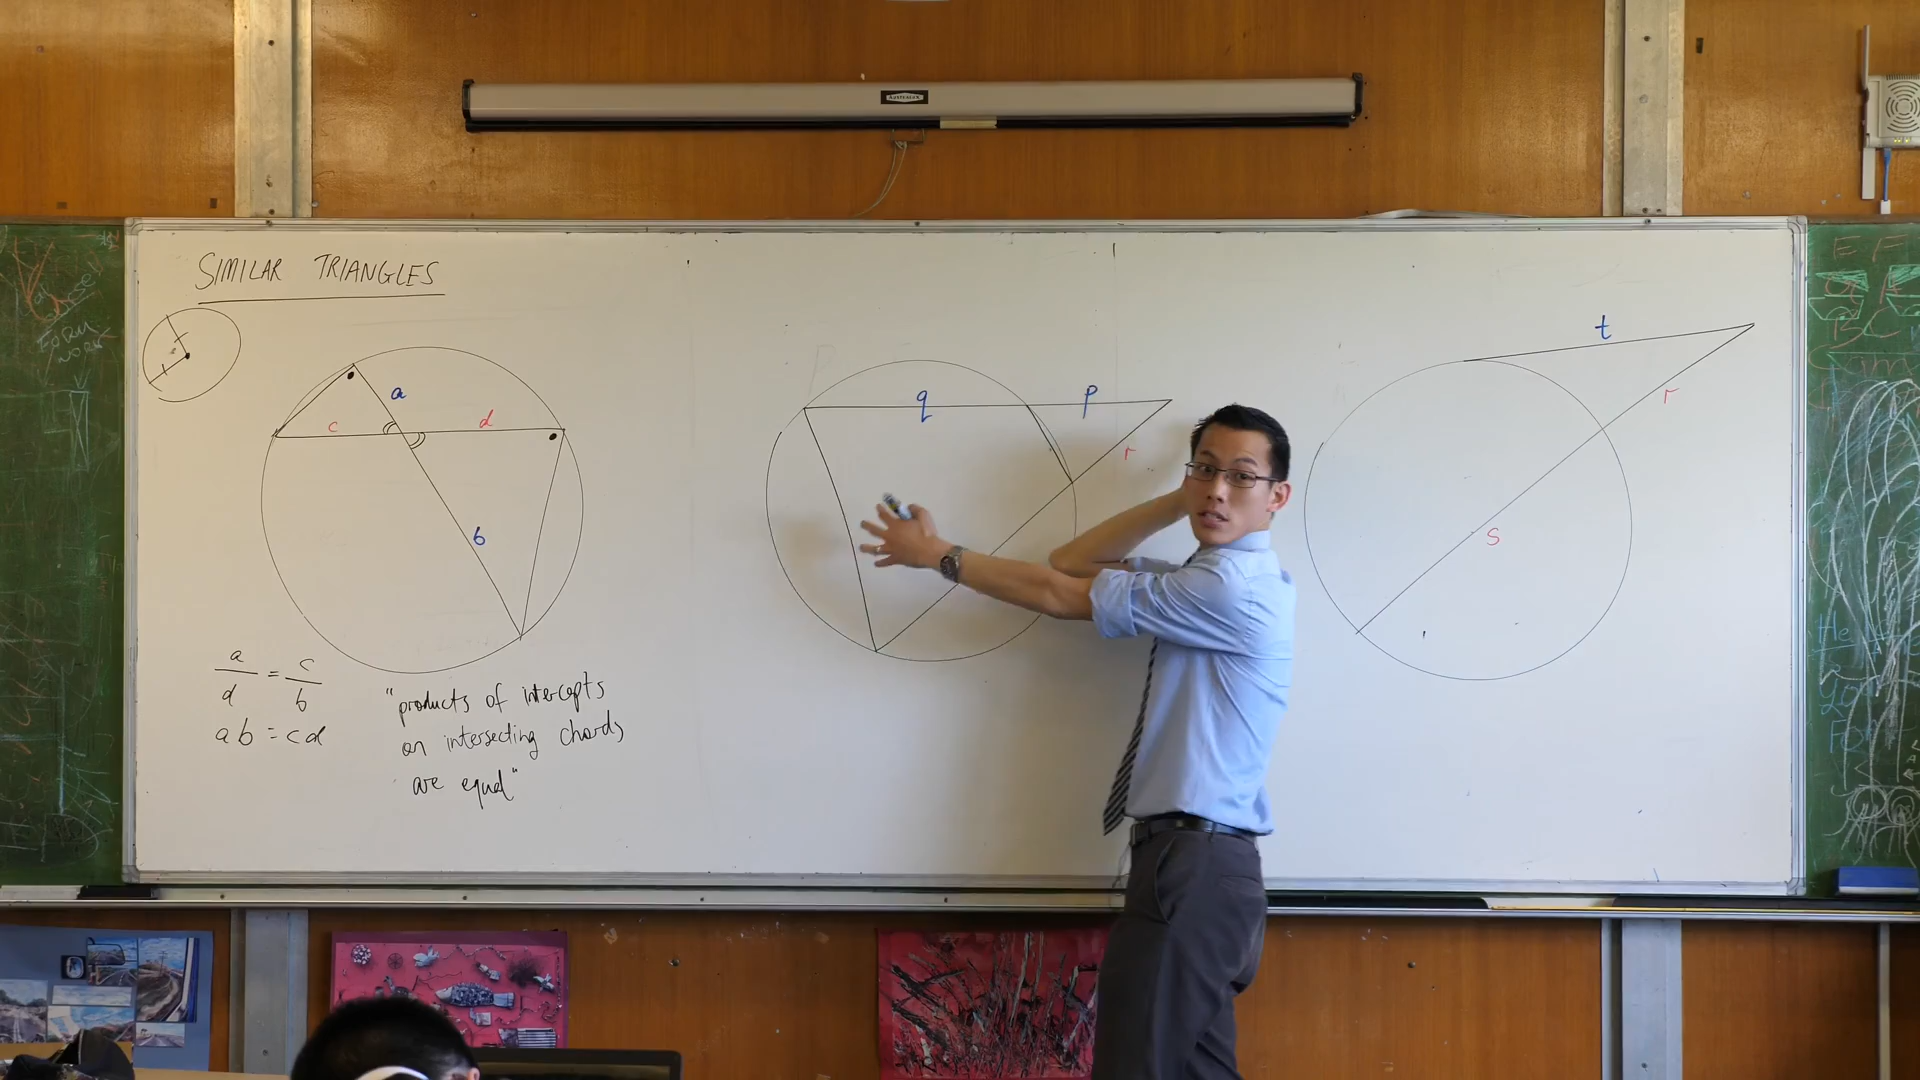 SIMILAR TRIANGLES
a
c
d
b
a/d = c/b
ab = cd
"products of intercepts
on intersecting chords
are equal"
q
p
r
t
r
s